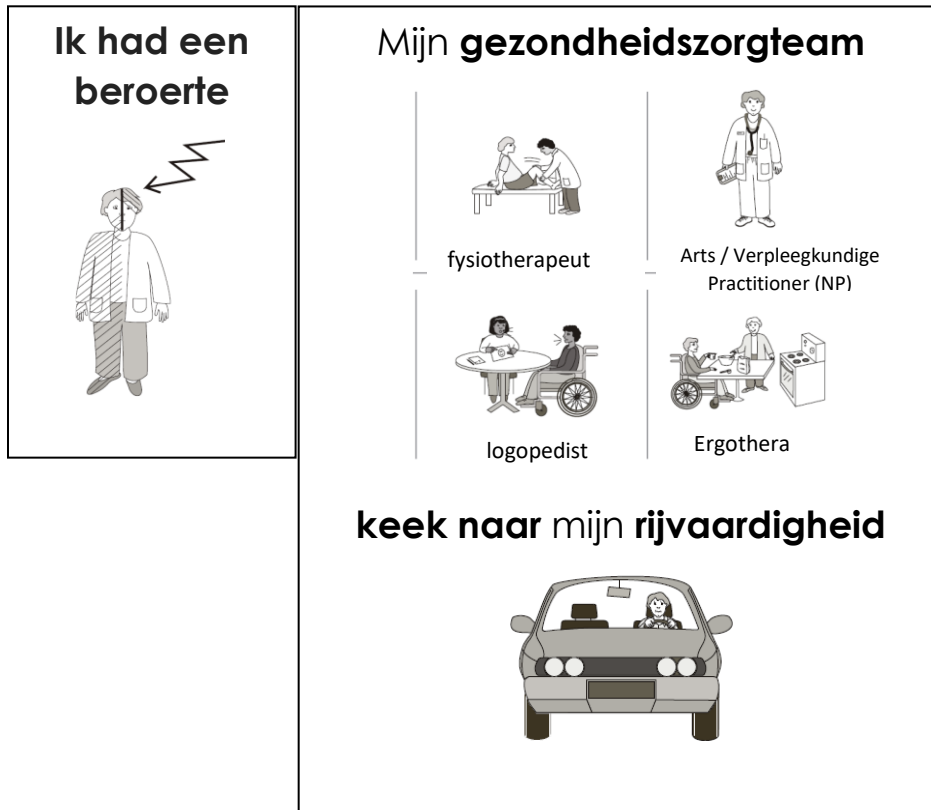 Ik had een
beroerte
Mijn gezondheidszorgteam
fysiotherapeut
Arts / Verpleegkundige
Practitioner (NP)
logopedist
Ergothera
keek naar mijn rijvaardigheid